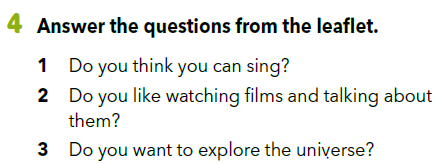 4 Answer the questions from the leaflet.
1 Do you think you can sing?
2 Do you like watching films and talking about
them?
3 Do you want to explore the universe?